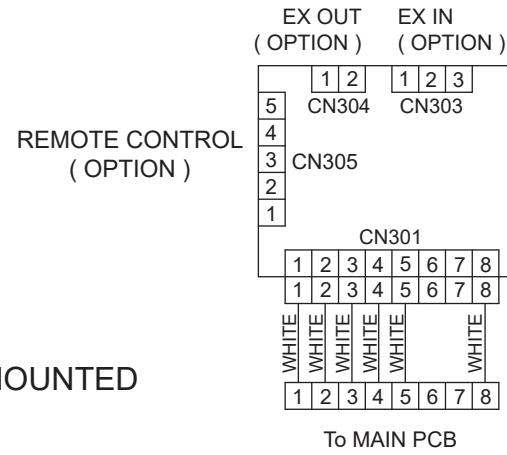 EX OUT EX IN
( OPTION ) ( OPTION )
1 2 1 2 3
CN304 CN303
5
4
3
2
1
CN305
REMOTE CONTROL
( OPTION )
CN301
1 2 3 4 5 6 7 8
1 2 3 4 5 6 7 8
WHITE WHITE WHITE WHITE WHITE WHITE
1 2 3 4 5 6 7 8
To MAIN PCB